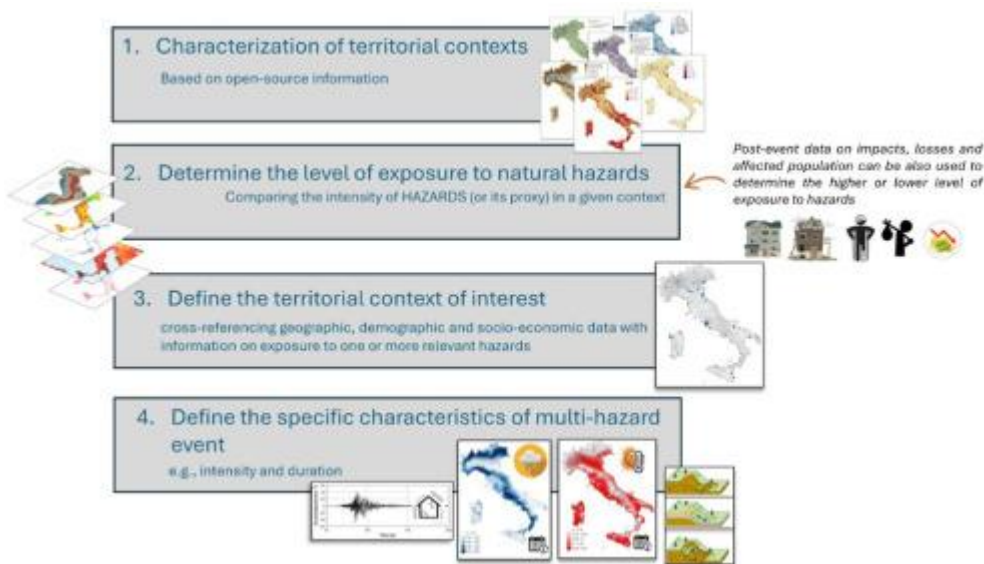 1. Characterization of territorial contexts
Based on open-source information
2. Determine the level of exposure to natural hazards
Comparing the intensity of HAZARDS (or its proxy) in a given context
Post-event data on impacts, losses and
affected population can be also used to
determine the higher or lower level of
exposure to hazards
3. Define the territorial context of interest
cross-referencing geographic, demographic and socio-economic data with
information on exposure to one or more relevant hazards
4. Define the specific characteristics of multi-hazard
event
e.g., intensity and duration